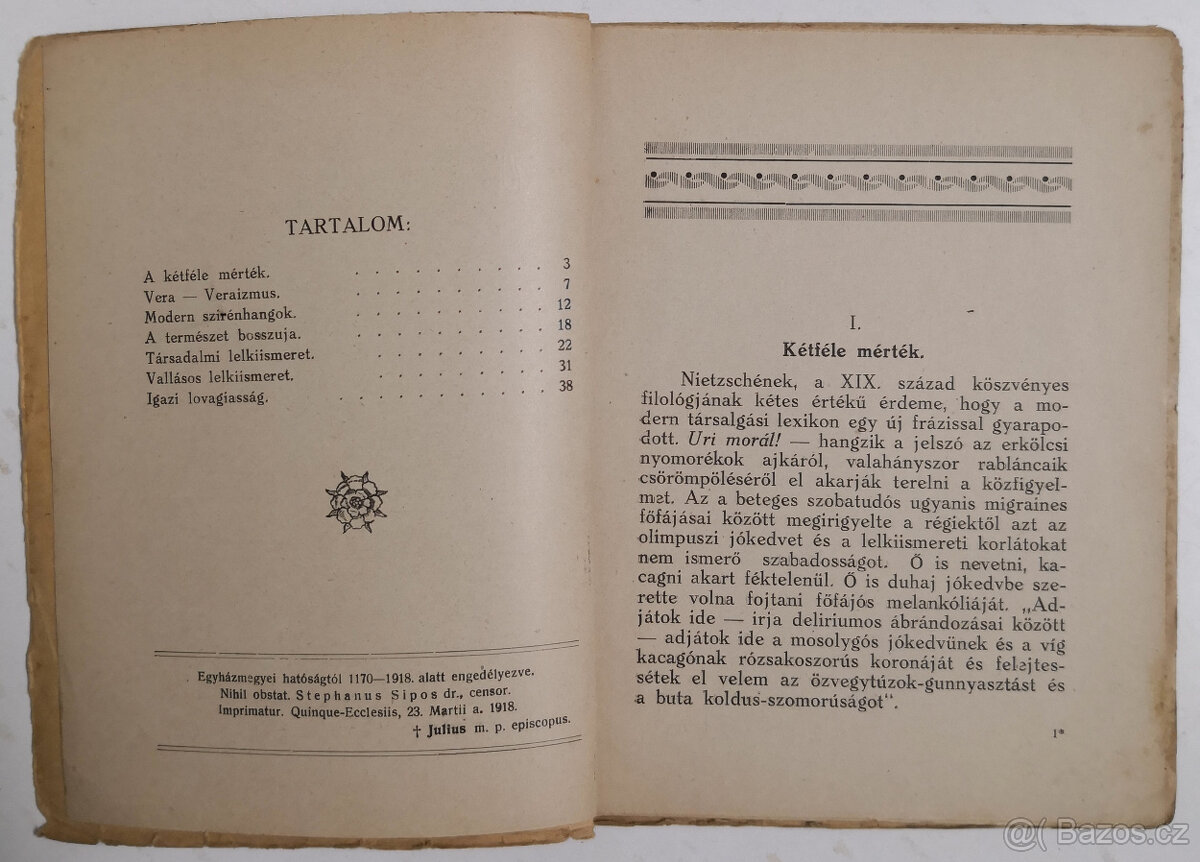 TARTALOM:
A kétféle mérték. . . . . . . . . . . 3
Vera — Veraizmus. . . . . . . . . . . 7
Modern szirénhangok. . . . . . . . . . . 12
A természet bosszuja. . . . . . . . . . . 18
Társadalmi lelkiismeret. . . . . . . . . . 22
Vallásos lelkiismeret. . . . . . . . . . 31
Igazi lovagiasság. . . . . . . . . . . . 38
Egyházmegyei hatóságtól 1170—1918. alatt engedélyezve.
Nihil obstat. Stephanus Sipos dr., censor.
Imprimatur. Quinque-Ecclesiis, 23. Martii a. 1918.
† Julius m. p. episcopus.
I.
Kétféle mérték.
Nietzschének, a XIX. század köszvényes
filológjának kétes értékű érdeme, hogy a mo-
dern társalgási lexikon egy új frázissal gyarapo-
dott. Uri morál! — hangzik a jelszó az erkölcsi
nyomorékok ajkáról, valahányszor rabláncaik
csörömpöléséről el akarják terelni a közfigyel-
met. Az a beteges szobatudós ugyanis migraines
főfájásai között megirigyelte a régiektől azt az
olimpuszi jókedvet és a lelkiismereti korlátokat
nem ismerő szabadosságot. Ő is nevetni, ka-
cagni akart féktelenül. Ő is duhaj jókedvbe sze-
rette volna fojtani főfájós melankóliáját. „Ad-
játok ide — irja deliriumos ábrándozásai között
— adjátok ide a mosolygós jókedvünek és a víg
kacagónak rózsakoszorús koronáját és felejtes-
sétek el velem az özvegytúzok-gunnyasztást és
a buta koldus-szomorúságot“.
1*
@( Bazos.cz